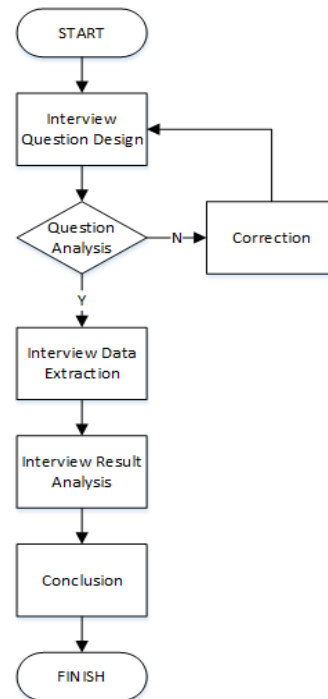 START
Interview
Question Design
Question
Analysis
N
Correction
Y
Interview Data
Extraction
Interview Result
Analysis
Conclusion
FINISH